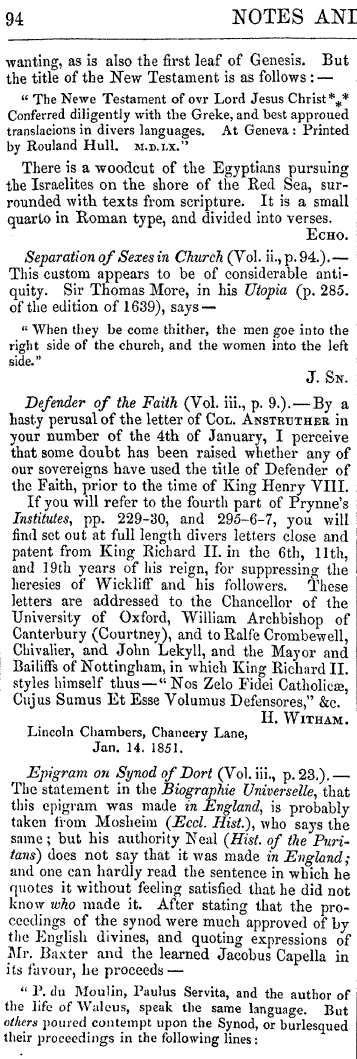 94 NOTES AND
wanting, as is also the first leaf of Genesis. But
the title of the New Testament is as follows: —
“ The Newe Testament of ovr Lord Jesus Christ*⁎*
Conferred diligently with the Greke, and best approued
translacions in divers languages. At Geneva: Printed
by Rouland Hull. M.D.LX.”
There is a woodcut of the Egyptians pursuing
the Israelites on the shore of the Red Sea, sur-
rounded with texts from scripture. It is a small
quarto in Roman type, and divided into verses.
ECHO.
Separation of Sexes in Church (Vol. ii., p. 94.). —
This custom appears to be of considerable anti-
quity. Sir Thomas More, in his Utopia (p. 285.
of the edition of 1639), says —
“ When they be come thither, the men goe into the
right side of the church, and the women into the left
side.”
J. SN.
Defender of the Faith (Vol. iii., p. 9.). — By a
hasty perusal of the letter of COL. ANSTRUTHER in
your number of the 4th of January, I perceive
that some doubt has been raised whether any of
our sovereigns have used the title of Defender of
the Faith, prior to the time of King Henry VIII.
If you will refer to the fourth part of Prynne's
Institutes, pp. 229-30, and 295-6-7, you will
find set out at full length divers letters close and
patent from King Richard II. in the 6th, 11th,
and 19th years of his reign, for suppressing the
heresies of Wickliff and his followers. These
letters are addressed to the Chancellor of the
University of Oxford, William Archbishop of
Canterbury (Courtney), and to Ralfe Crombewell,
Chivalier, and John Lekyll, and the Mayor and
Bailiffs of Nottingham, in which King Richard II.
styles himself thus — “ Nos Zelo Fidei Catholicæ,
Cujus Sumus Et Esse Volumus Defensores,” &c.
H. WITHAM.
Lincoln Chambers, Chancery Lane,
Jan. 14. 1851.
Epigram on Synod of Dort (Vol. iii., p. 23.). —
The statement in the Biographie Universelle, that
this epigram was made in England, is probably
taken from Mosheim (Eccl. Hist.), who says the
same; but his authority Neal (Hist. of the Puri-
tans) does not say that it was made in England;
and one can hardly read the sentence in which he
quotes it without feeling satisfied that he did not
know who made it. After stating that the pro-
ceedings of the synod were much approved of by
the English divines, and quoting expressions of
Mr. Baxter and the learned Jacobus Capella in
its favour, he proceeds —
“ P. du Moulin, Paulus Servita, and the author of
the life of Waleus, speak the same language. But
others poured contempt upon the Synod, or burlesqued
their proceedings in the following lines: